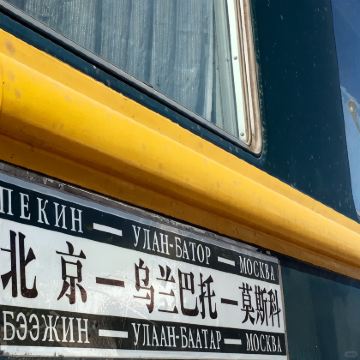 ПЕКИН — УЛАН-БАТОР — МОСКВА
北京—乌兰巴托—莫斯科
БЭЭЖИН — УЛААН-БААТАР — МОСКВА